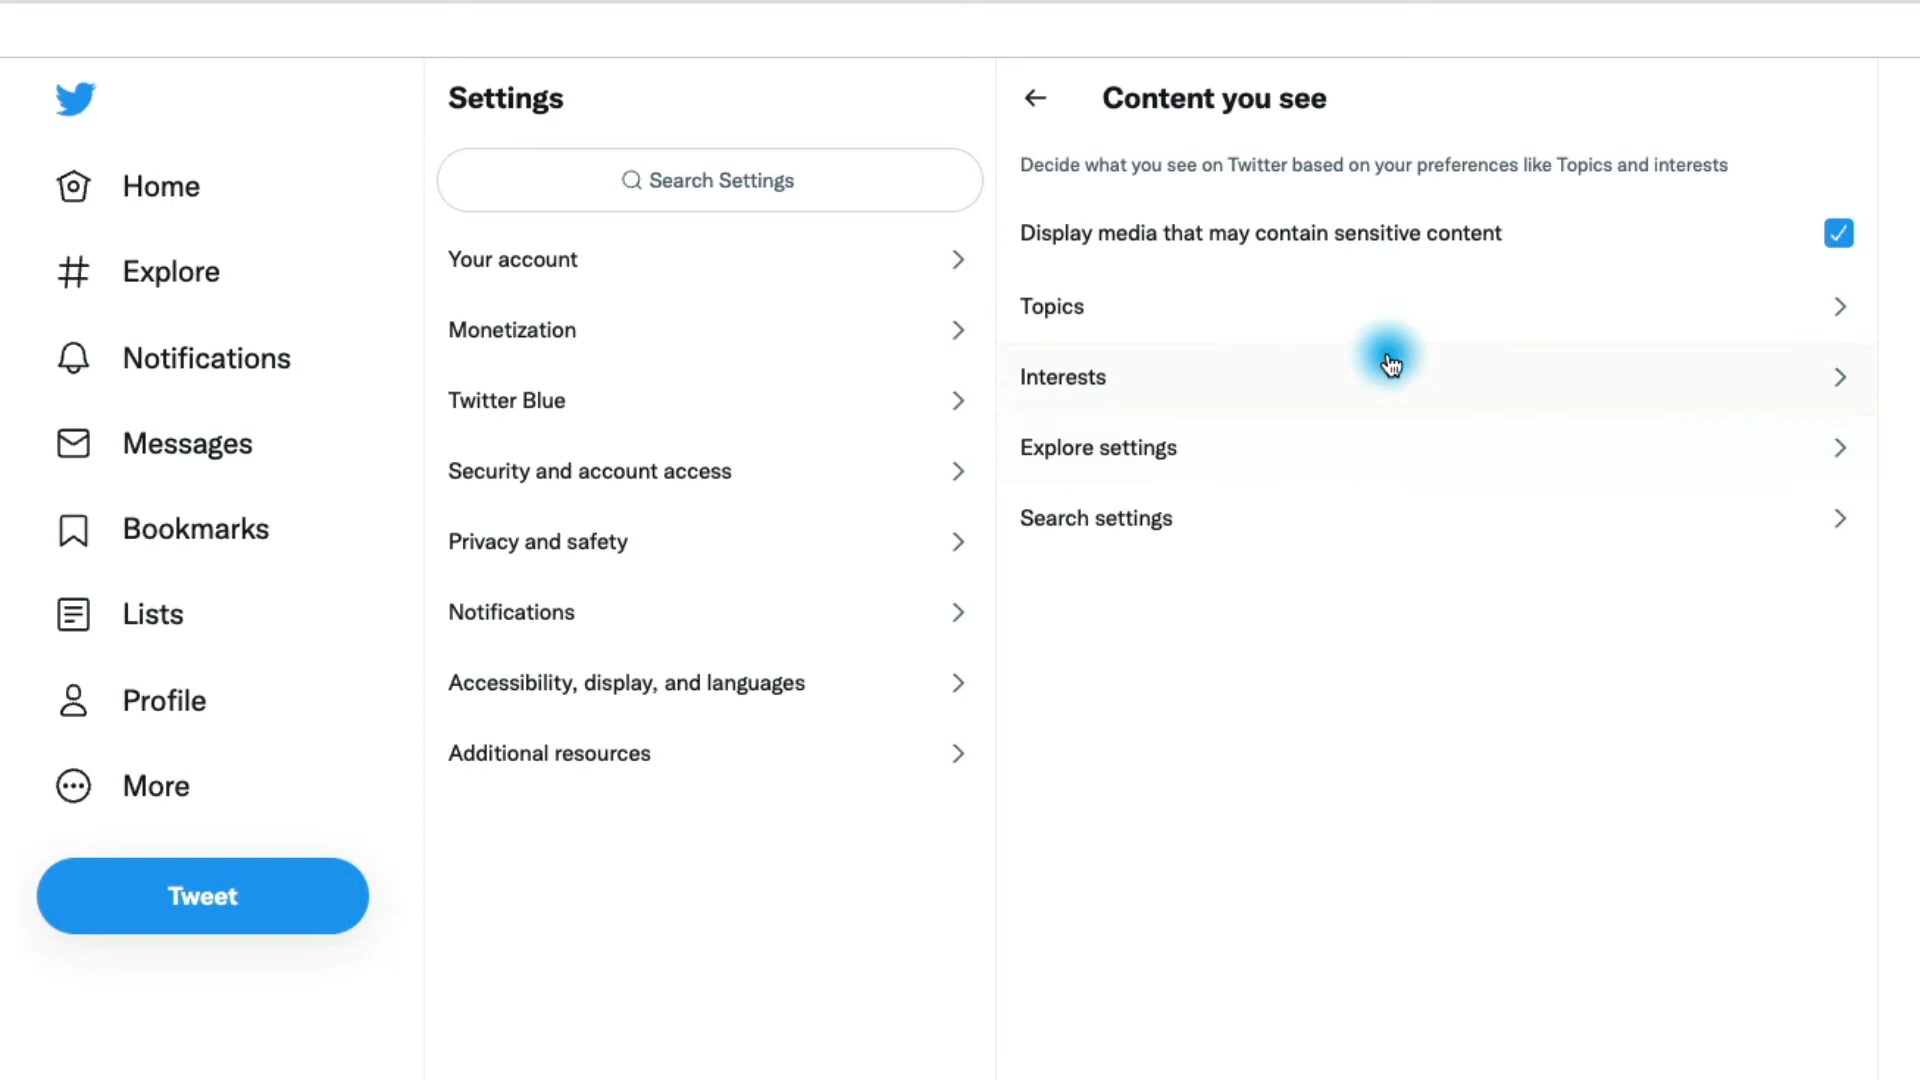 Home
Explore
Notifications
Messages
Bookmarks
Lists
Profile
More
Tweet
Settings
Search Settings
Your account
Monetization
Twitter Blue
Security and account access
Privacy and safety
Notifications
Accessibility, display, and languages
Additional resources
Content you see
Decide what you see on Twitter based on your preferences like Topics and interests
Display media that may contain sensitive content
Topics
Interests
Explore settings
Search settings